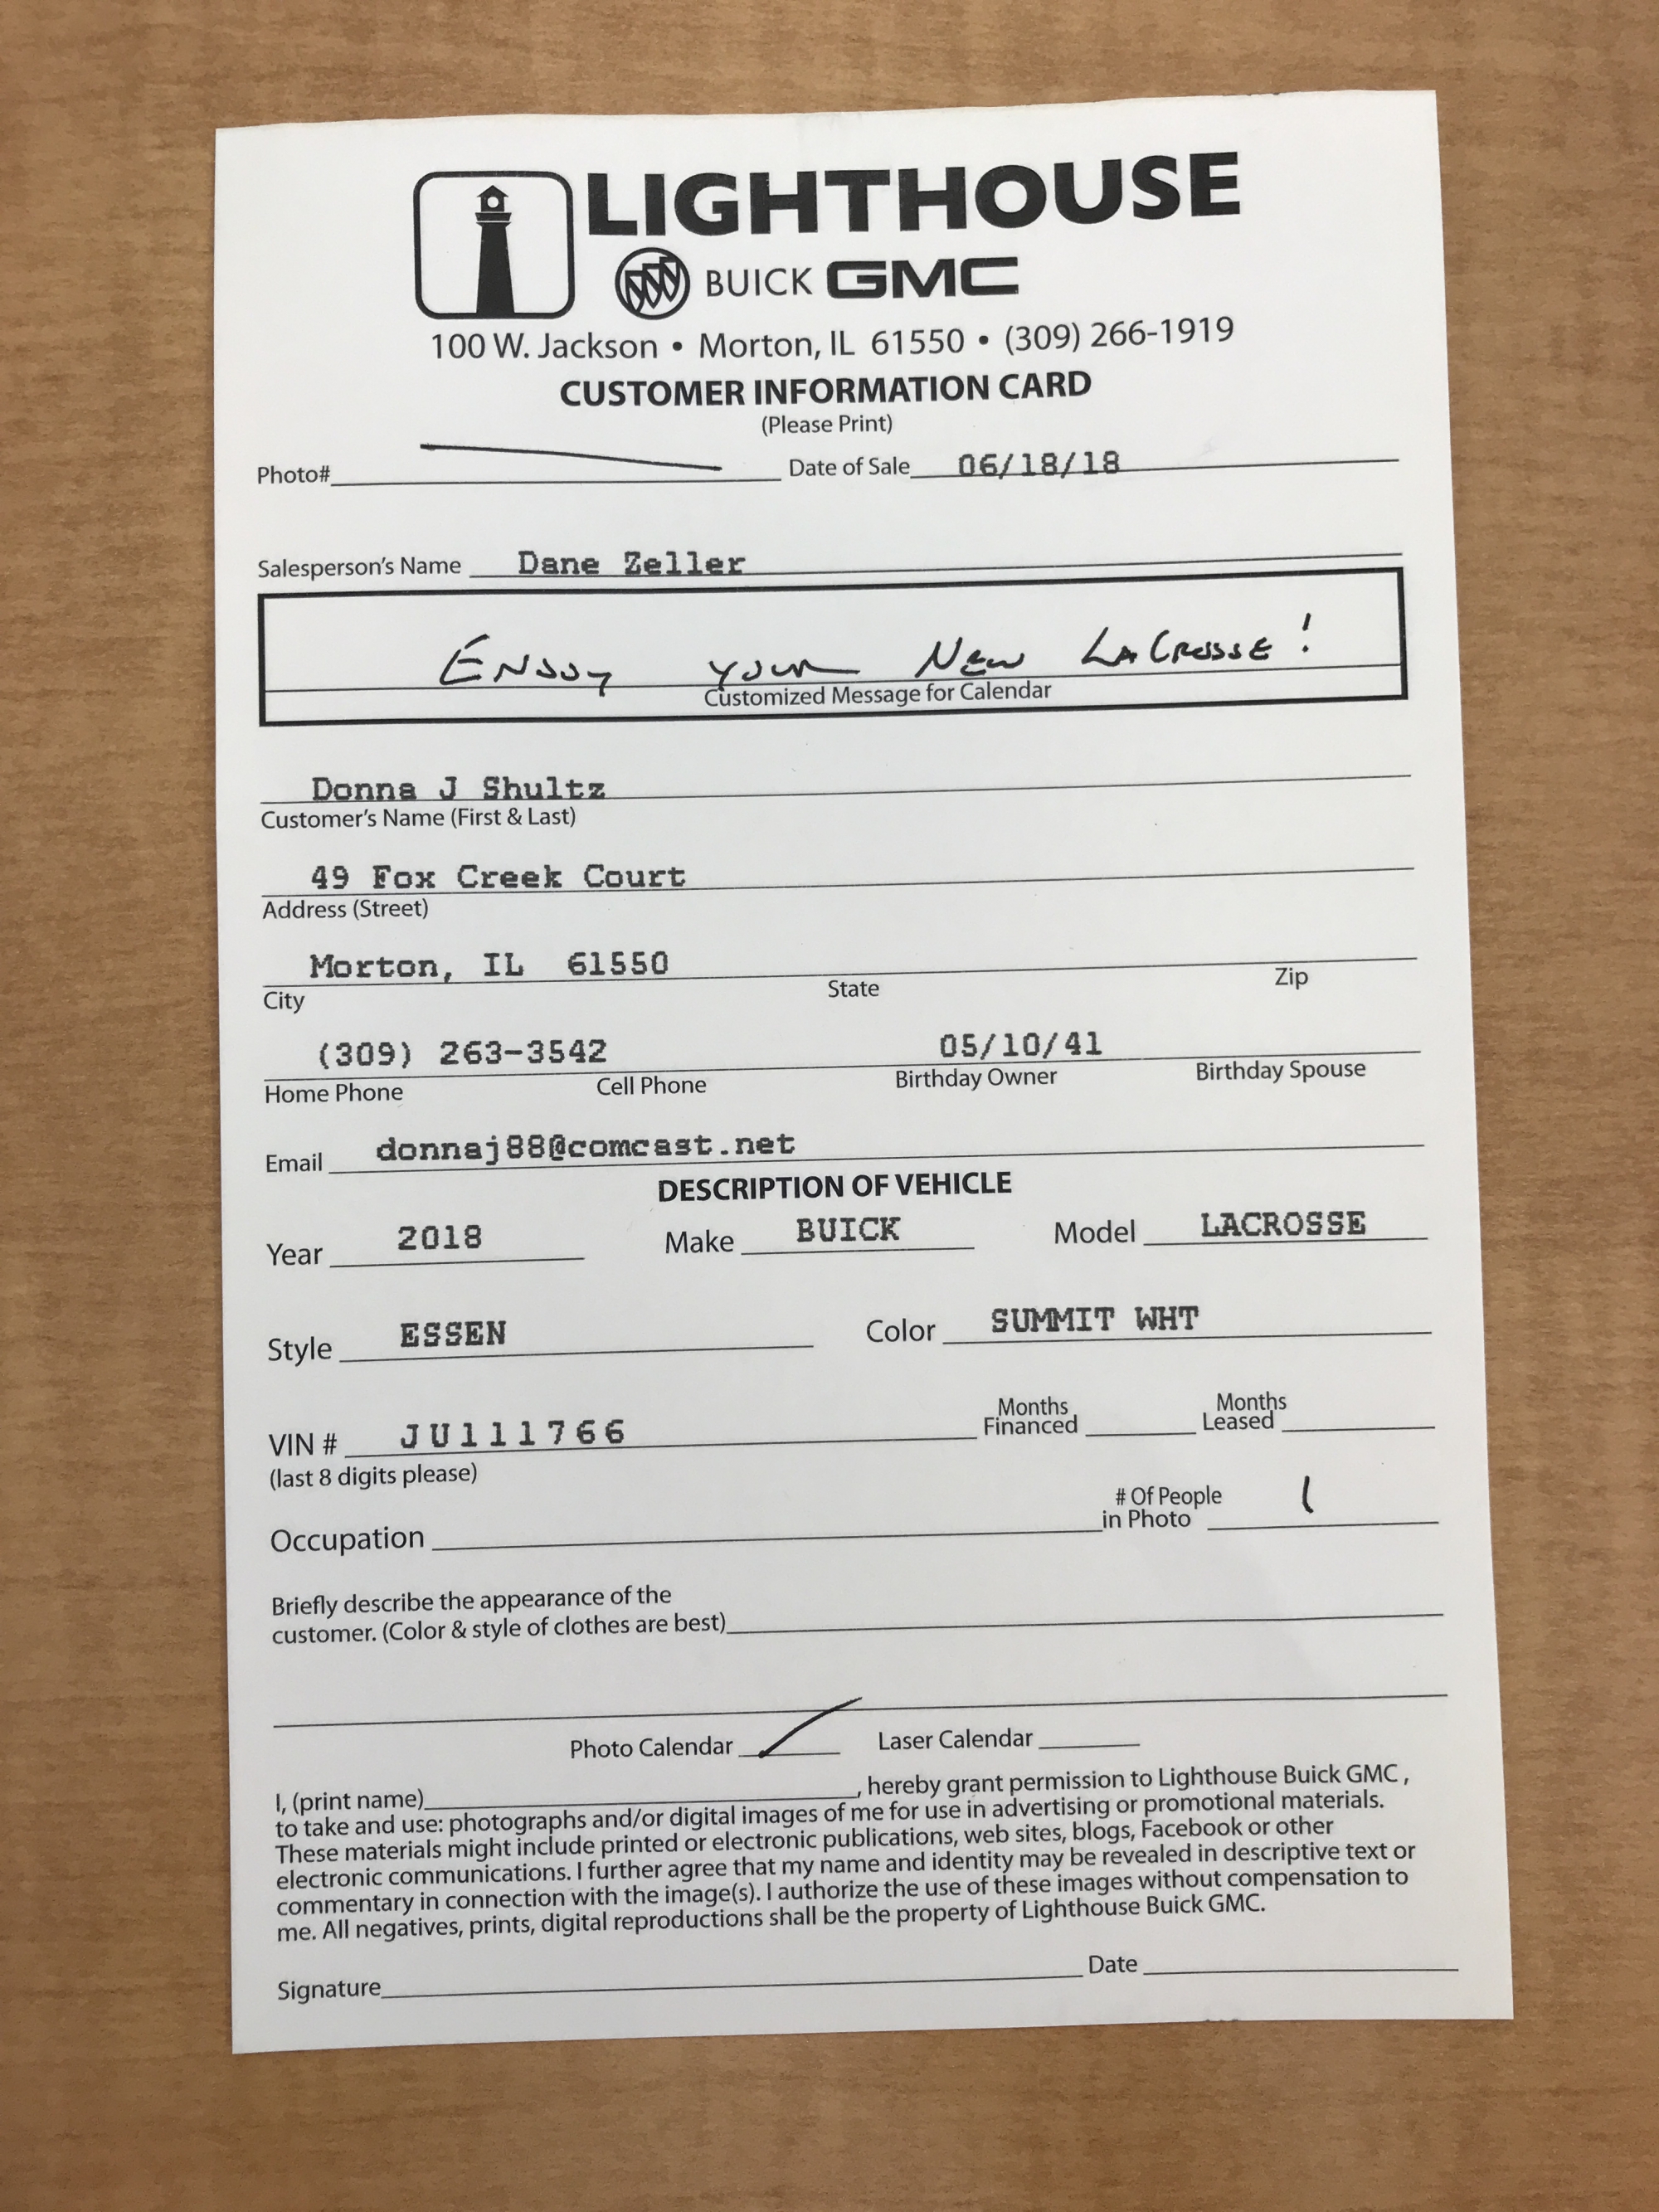 LIGHTHOUSE
BUICK GMC
100 W. Jackson • Morton, IL 61550 • (309) 266-1919
CUSTOMER INFORMATION CARD
(Please Print)
Photo# Date of Sale 06/18/18
Salesperson's Name Dane Zeller
Enjoy your New LaCrosse!
Customized Message for Calendar
Donna J Shultz
Customer's Name (First & Last)
49 Fox Creek Court
Address (Street)
Morton, IL 61550
City State Zip
(309) 263-3542 05/10/41
Home Phone Cell Phone Birthday Owner Birthday Spouse
Email donnaj88@comcast.net
DESCRIPTION OF VEHICLE
Year 2018 Make BUICK Model LACROSSE
Style ESSEN Color SUMMIT WHT
VIN # JU111766 Months Financed Months Leased
(last 8 digits please)
Occupation # Of People in Photo 1
Briefly describe the appearance of the
customer. (Color & style of clothes are best)
Photo Calendar Laser Calendar
I, (print name) , hereby grant permission to Lighthouse Buick GMC ,
to take and use: photographs and/or digital images of me for use in advertising or promotional materials.
These materials might include printed or electronic publications, web sites, blogs, Facebook or other
electronic communications. I further agree that my name and identity may be revealed in descriptive text or
commentary in connection with the image(s). I authorize the use of these images without compensation to
me. All negatives, prints, digital reproductions shall be the property of Lighthouse Buick GMC.
Signature Date